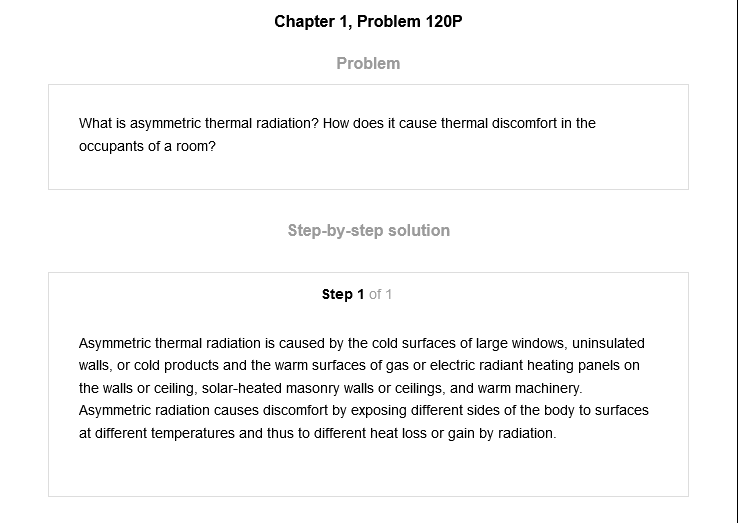 Chapter 1, Problem 120P
Problem
What is asymmetric thermal radiation? How does it cause thermal discomfort in the
occupants of a room?
Step-by-step solution
Step 1 of 1
Asymmetric thermal radiation is caused by the cold surfaces of large windows, uninsulated
walls, or cold products and the warm surfaces of gas or electric radiant heating panels on
the walls or ceiling, solar-heated masonry walls or ceilings, and warm machinery.
Asymmetric radiation causes discomfort by exposing different sides of the body to surfaces
at different temperatures and thus to different heat loss or gain by radiation.